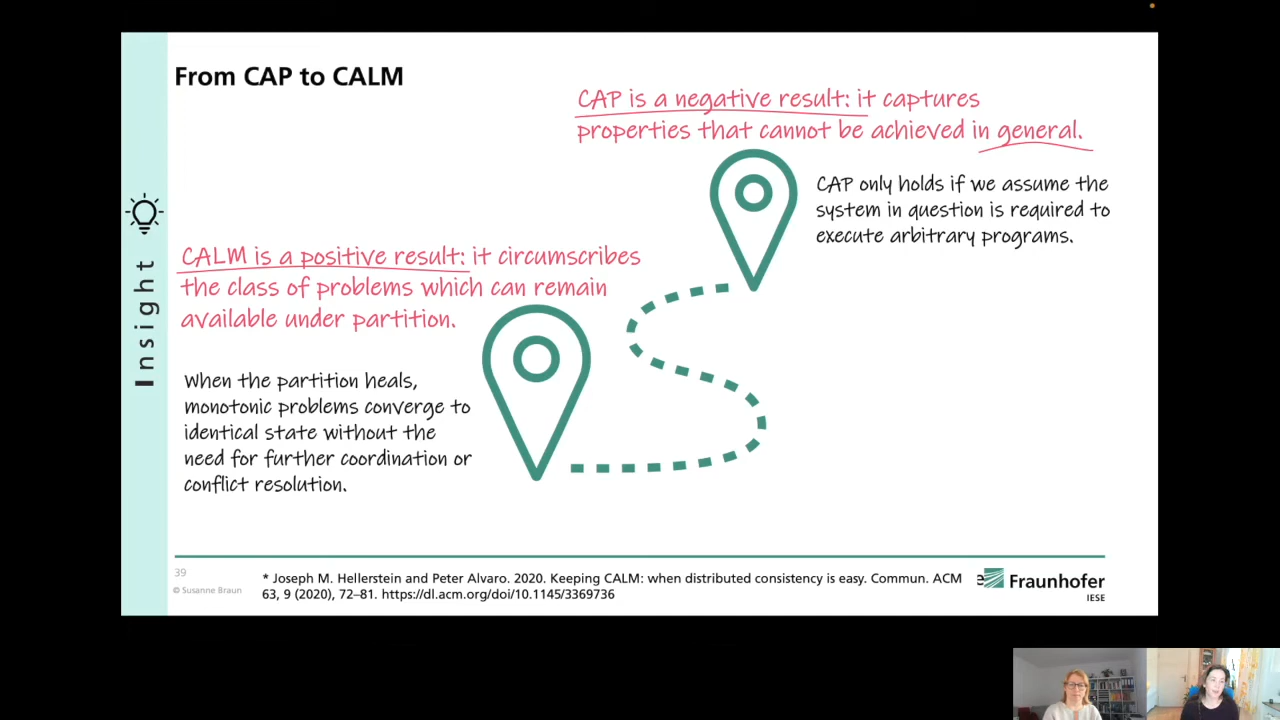 From CAP to CALM
CAP is a negative result: it captures
properties that cannot be achieved in general.
CAP only holds if we assume the
system in question is required to
execute arbitrary programs.
CALM is a positive result: it circumscribes
the class of problems which can remain
available under partition.
When the partition heals,
monotonic problems converge to
identical state without the
need for further coordination or
conflict resolution.
Insight
39
© Susanne Braun
* Joseph M. Hellerstein and Peter Alvaro. 2020. Keeping CALM: when distributed consistency is easy. Commun. ACM
63, 9 (2020), 72–81. https://dl.acm.org/doi/10.1145/3369736
e
Fraunhofer
IESE